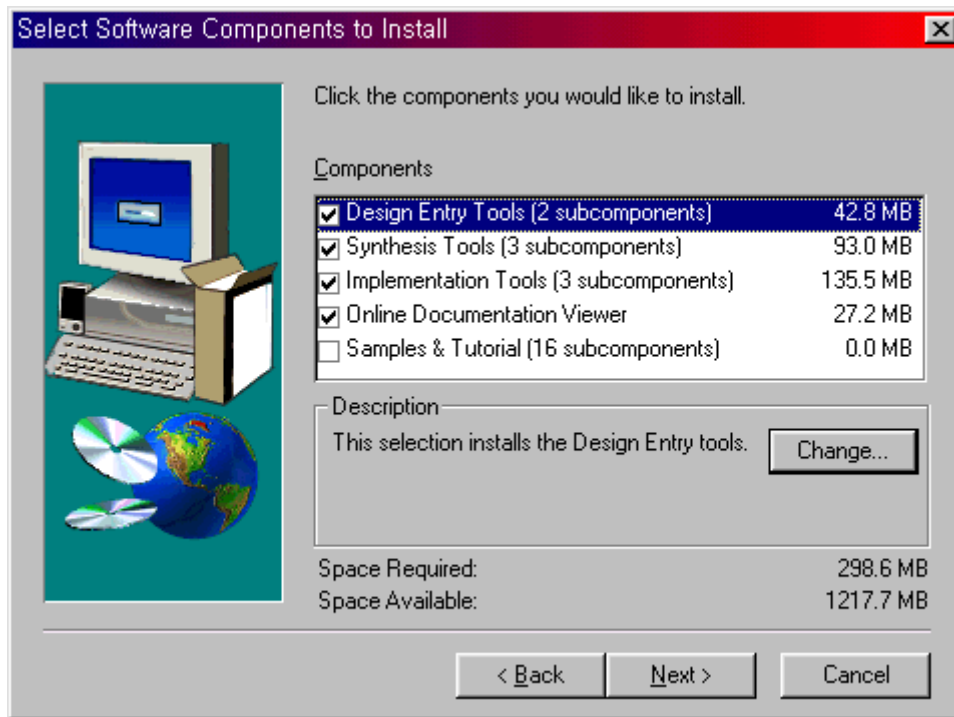 Select Software Components to Install
Click the components you would like to install.
Components
Design Entry Tools (2 subcomponents) 42.8 MB
Synthesis Tools (3 subcomponents) 93.0 MB
Implementation Tools (3 subcomponents) 135.5 MB
Online Documentation Viewer 27.2 MB
Samples & Tutorial (16 subcomponents) 0.0 MB
Description
This selection installs the Design Entry tools. Change...
Space Required: 298.6 MB
Space Available: 1217.7 MB
< Back Next > Cancel